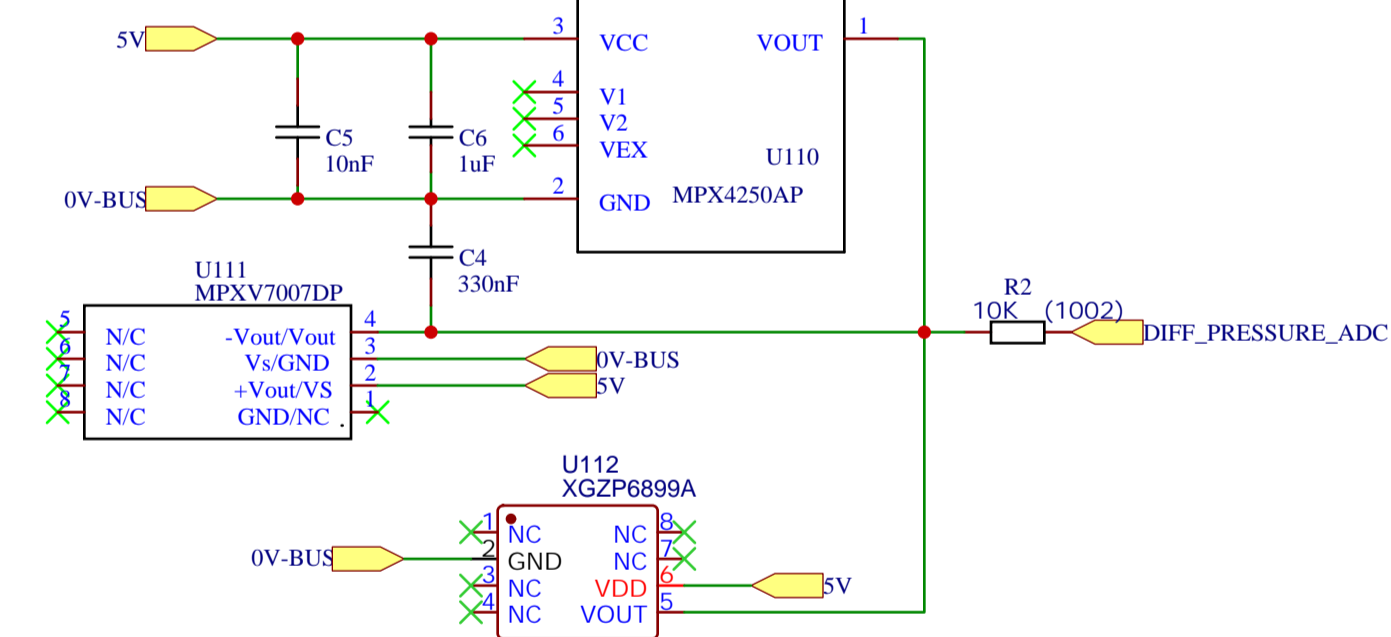 5V
3
VCC
VOUT
1
4
V1
5
V2
6
VEX
U110
C5
10nF
C6
1uF
0V-BUS
2
GND
MPX4250AP
C4
330nF
U111
MPXV7007DP
5
N/C
-Vout/Vout
4
6
N/C
Vs/GND
3
0V-BUS
7
N/C
+Vout/VS
2
5V
8
N/C
GND/NC .
1
R2
10K (1002)
DIFF_PRESSURE_ADC
U112
XGZP6899A
1
NC
NC
8
0V-BUS
2
GND
NC
7
3
NC
VDD
6
5V
4
NC
VOUT
5